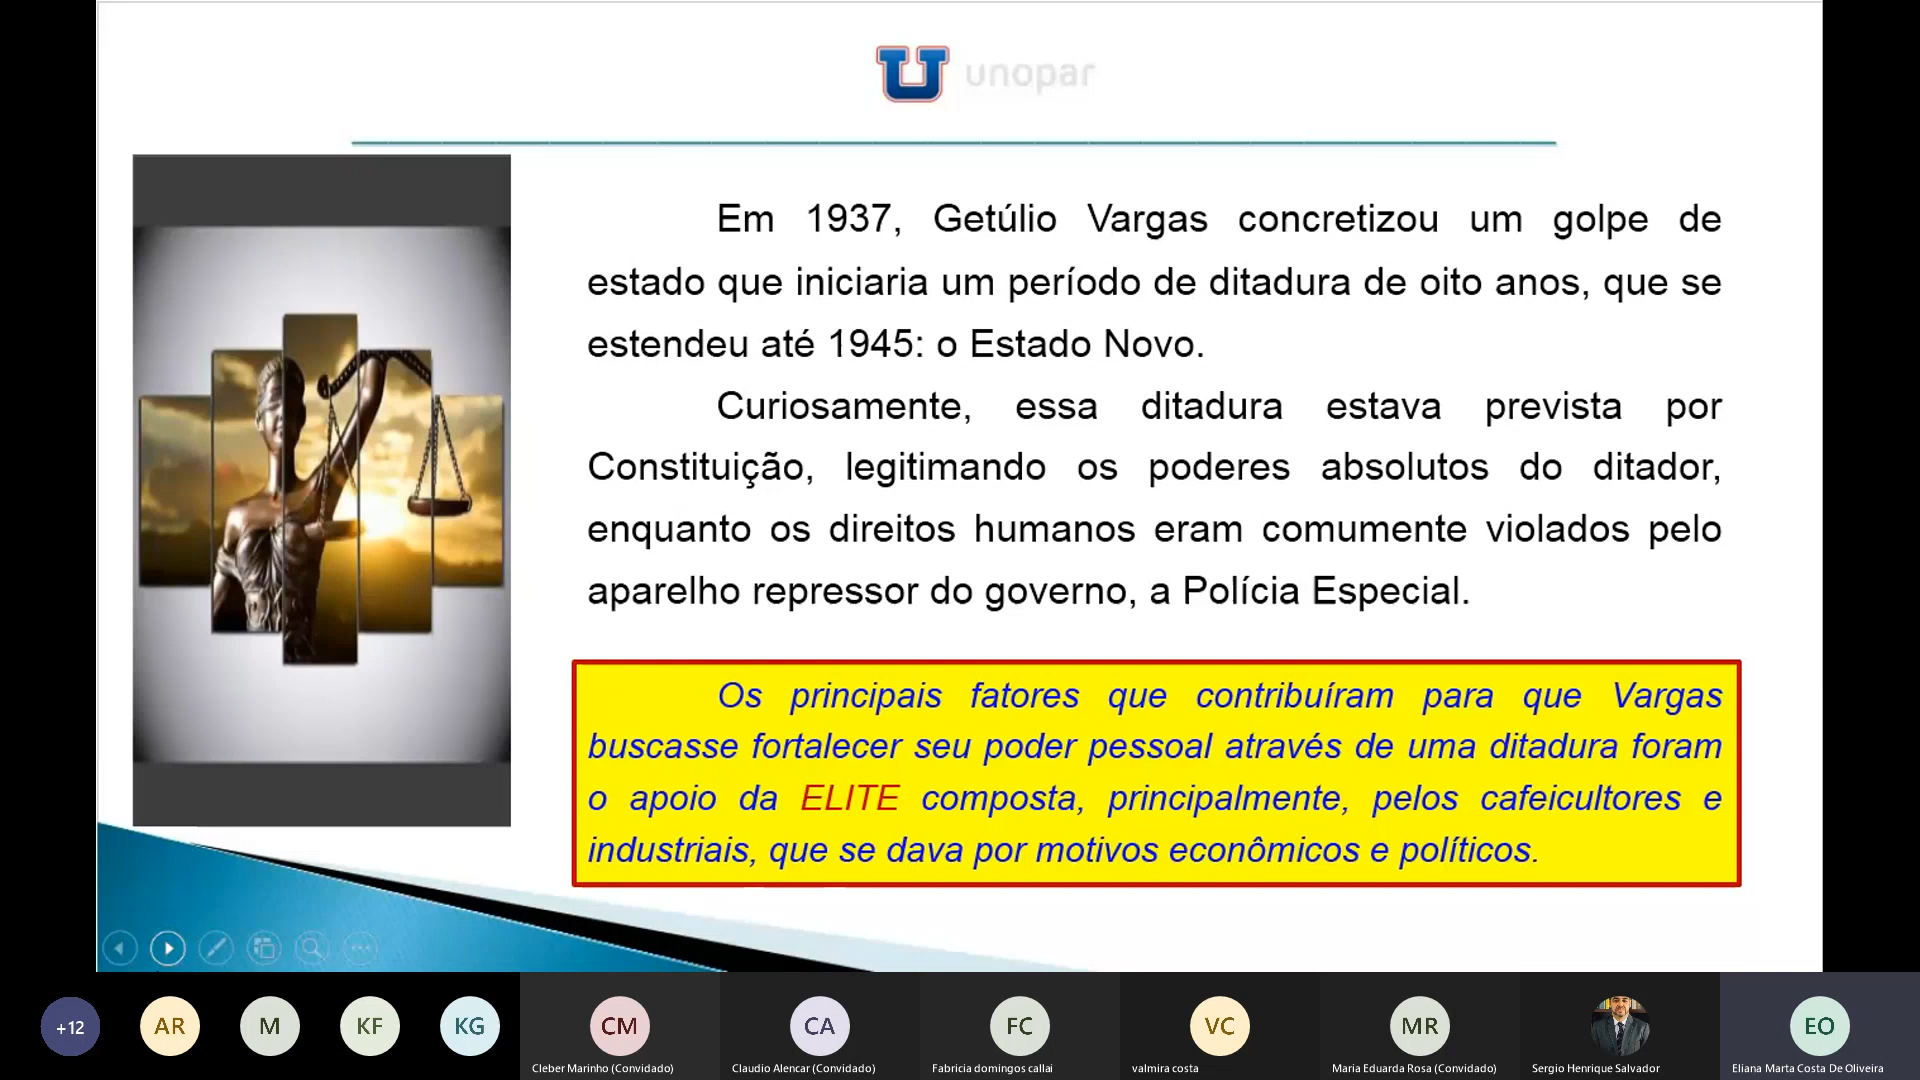 unopar
Em 1937, Getúlio Vargas concretizou um golpe de
estado que iniciaria um período de ditadura de oito anos, que se
estendeu até 1945: o Estado Novo.
Curiosamente, essa ditadura estava prevista por
Constituição, legitimando os poderes absolutos do ditador,
enquanto os direitos humanos eram comumente violados pelo
aparelho repressor do governo, a Polícia Especial.
Os principais fatores que contribuíram para que Vargas
buscasse fortalecer seu poder pessoal através de uma ditadura foram
o apoio da ELITE composta, principalmente, pelos cafeicultores e
industriais, que se dava por motivos econômicos e políticos.
+12 AR M KF KG CM CA FC VC MR EO
Cleber Marinho (Convidado) Claudio Alencar (Convidado) Fabricia domingos callai valmira costa Maria Eduarda Rosa (Convidado) Sergio Henrique Salvador Eliana Marta Costa De Oliveira